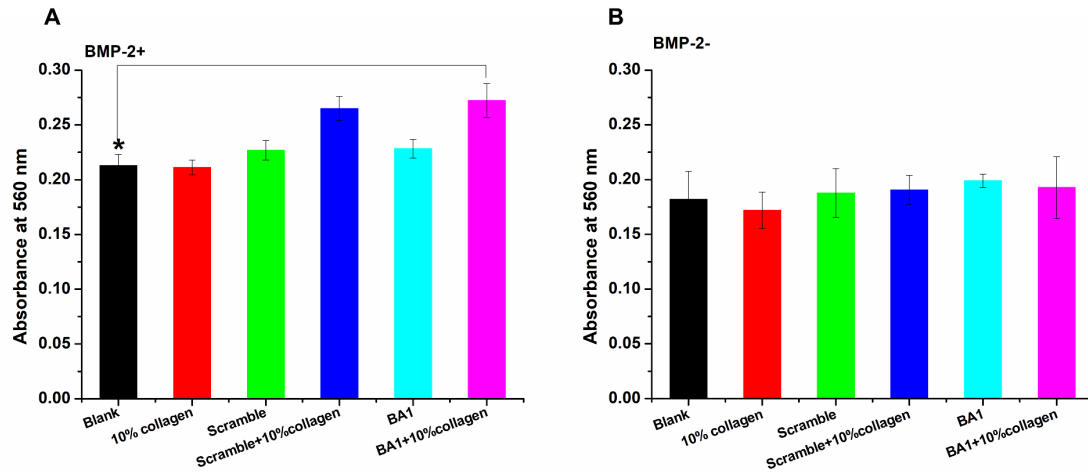 A
BMP-2+
*
Absorbance at 560 nm
0.30
0.25
0.20
0.15
0.10
0.05
0.00
Blank
10% collagen
Scramble
Scramble+10%collagen
BA1
BA1+10%collagen
B
BMP-2-
Absorbance at 560 nm
0.30
0.25
0.20
0.15
0.10
0.05
0.00
Blank
10% collagen
Scramble
Scramble+10%collagen
BA1
BA1+10%collagen